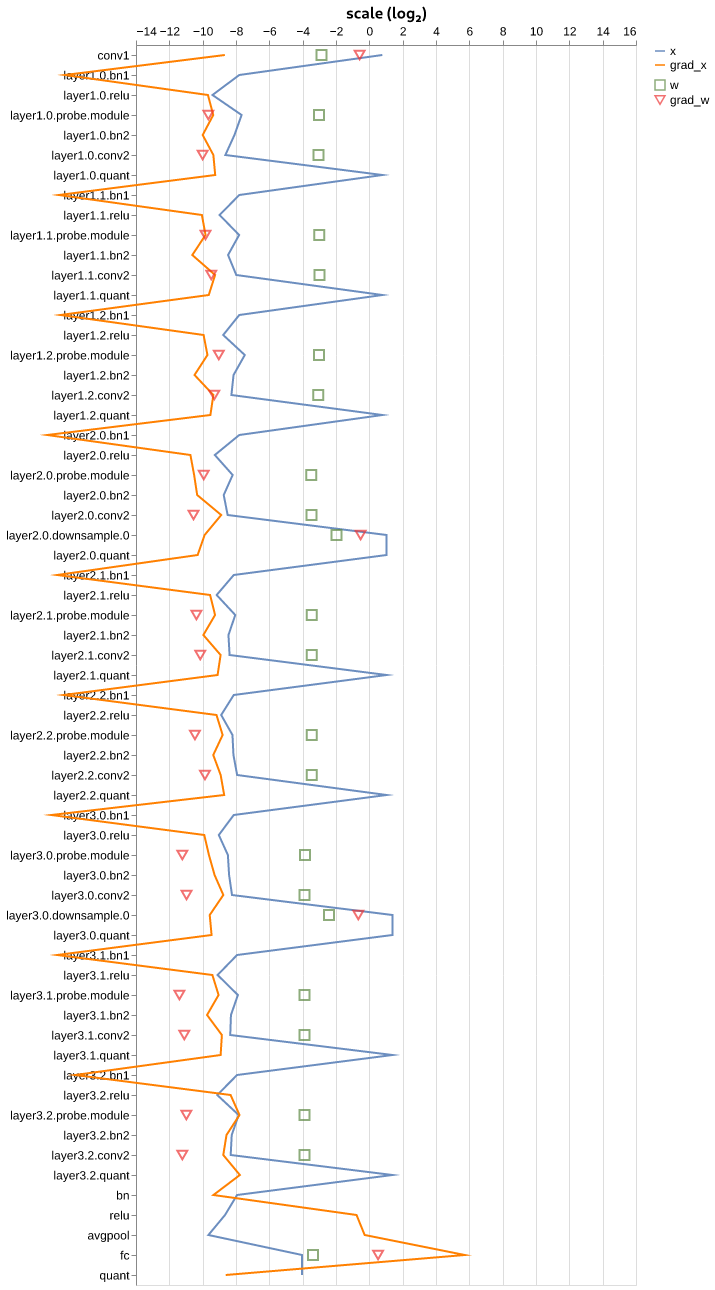 scale (log₂)
−14 −12 −10 −8 −6 −4 −2 0 2 4 6 8 10 12 14 16
x
grad_x
w
grad_w
conv1
layer1.0.bn1
layer1.0.relu
layer1.0.probe.module
layer1.0.bn2
layer1.0.conv2
layer1.0.quant
layer1.1.bn1
layer1.1.relu
layer1.1.probe.module
layer1.1.bn2
layer1.1.conv2
layer1.1.quant
layer1.2.bn1
layer1.2.relu
layer1.2.probe.module
layer1.2.bn2
layer1.2.conv2
layer1.2.quant
layer2.0.bn1
layer2.0.relu
layer2.0.probe.module
layer2.0.bn2
layer2.0.conv2
layer2.0.downsample.0
layer2.0.quant
layer2.1.bn1
layer2.1.relu
layer2.1.probe.module
layer2.1.bn2
layer2.1.conv2
layer2.1.quant
layer2.2.bn1
layer2.2.relu
layer2.2.probe.module
layer2.2.bn2
layer2.2.conv2
layer2.2.quant
layer3.0.bn1
layer3.0.relu
layer3.0.probe.module
layer3.0.bn2
layer3.0.conv2
layer3.0.downsample.0
layer3.0.quant
layer3.1.bn1
layer3.1.relu
layer3.1.probe.module
layer3.1.bn2
layer3.1.conv2
layer3.1.quant
layer3.2.bn1
layer3.2.relu
layer3.2.probe.module
layer3.2.bn2
layer3.2.conv2
layer3.2.quant
bn
relu
avgpool
fc
quant